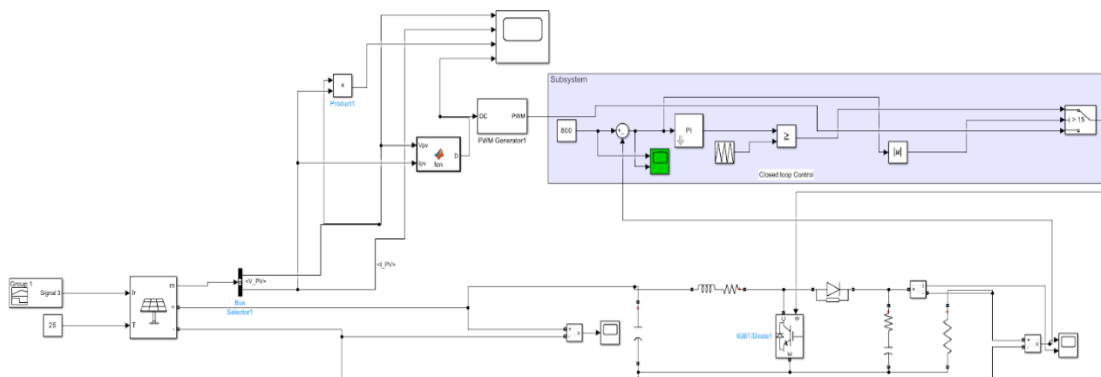 Subsystem
×
Product1
DC
PWM
PWM Generator1
800
PI
≥
> 15
|u|
Vpv
Ipv
fcn
D
Closed loop Control
<I_PV>
Group 1
Signal 3
Ir
m
<V_PV>
+
25
T
-
Bus
Selector1
+
-
v
IGBT/Diode1
g
C
E
+
-
i
+
-
v